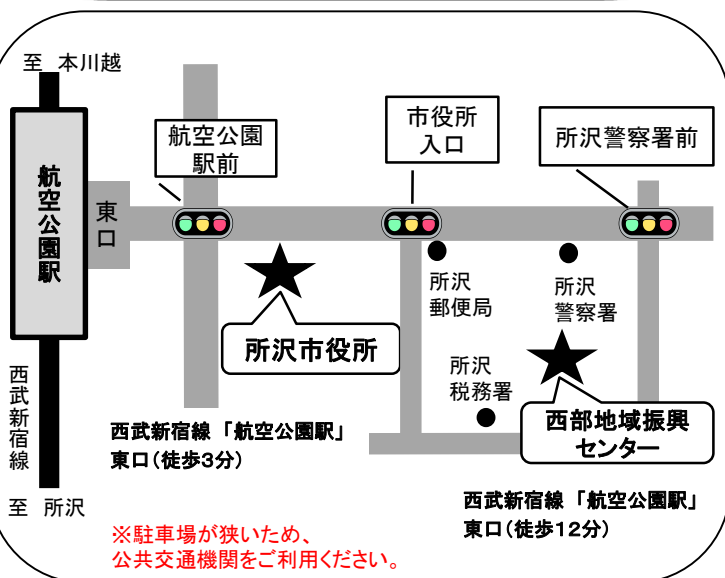 至 本川越
航空公園駅
東口
西武新宿線
至 所沢
航空公園
駅前
市役所
入口
所沢警察署前
所沢
郵便局
所沢
警察署
所沢市役所
所沢
税務署
西部地域振興
センター
西武新宿線「航空公園駅」
東口(徒歩3分)
西武新宿線「航空公園駅」
東口(徒歩12分)
※駐車場が狭いため、
公共交通機関をご利用ください。